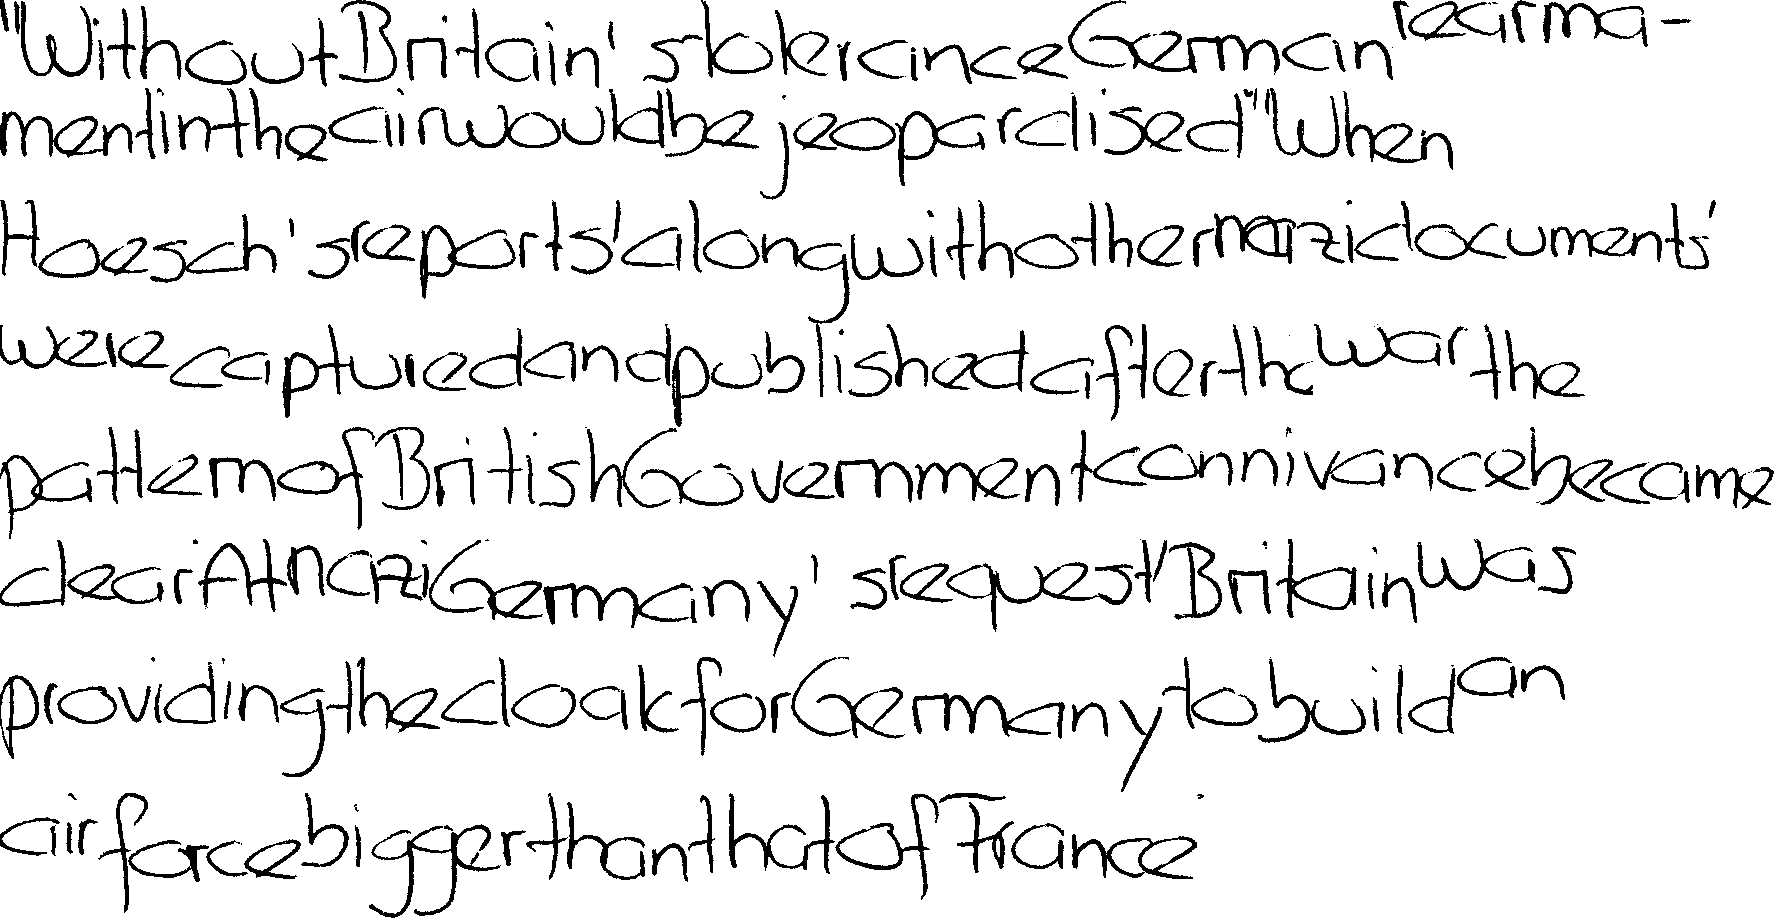 "Without Britain's tolerance German rearma-
ment in the air would be jeopardised" When
Hoesch's reports' along with other nazi documents'
were captured and published after the war the
pattern of British Government connivance became
clear At nazi Germany's request' Britain was
providing the cloak for Germany to build an
air force bigger than that of France